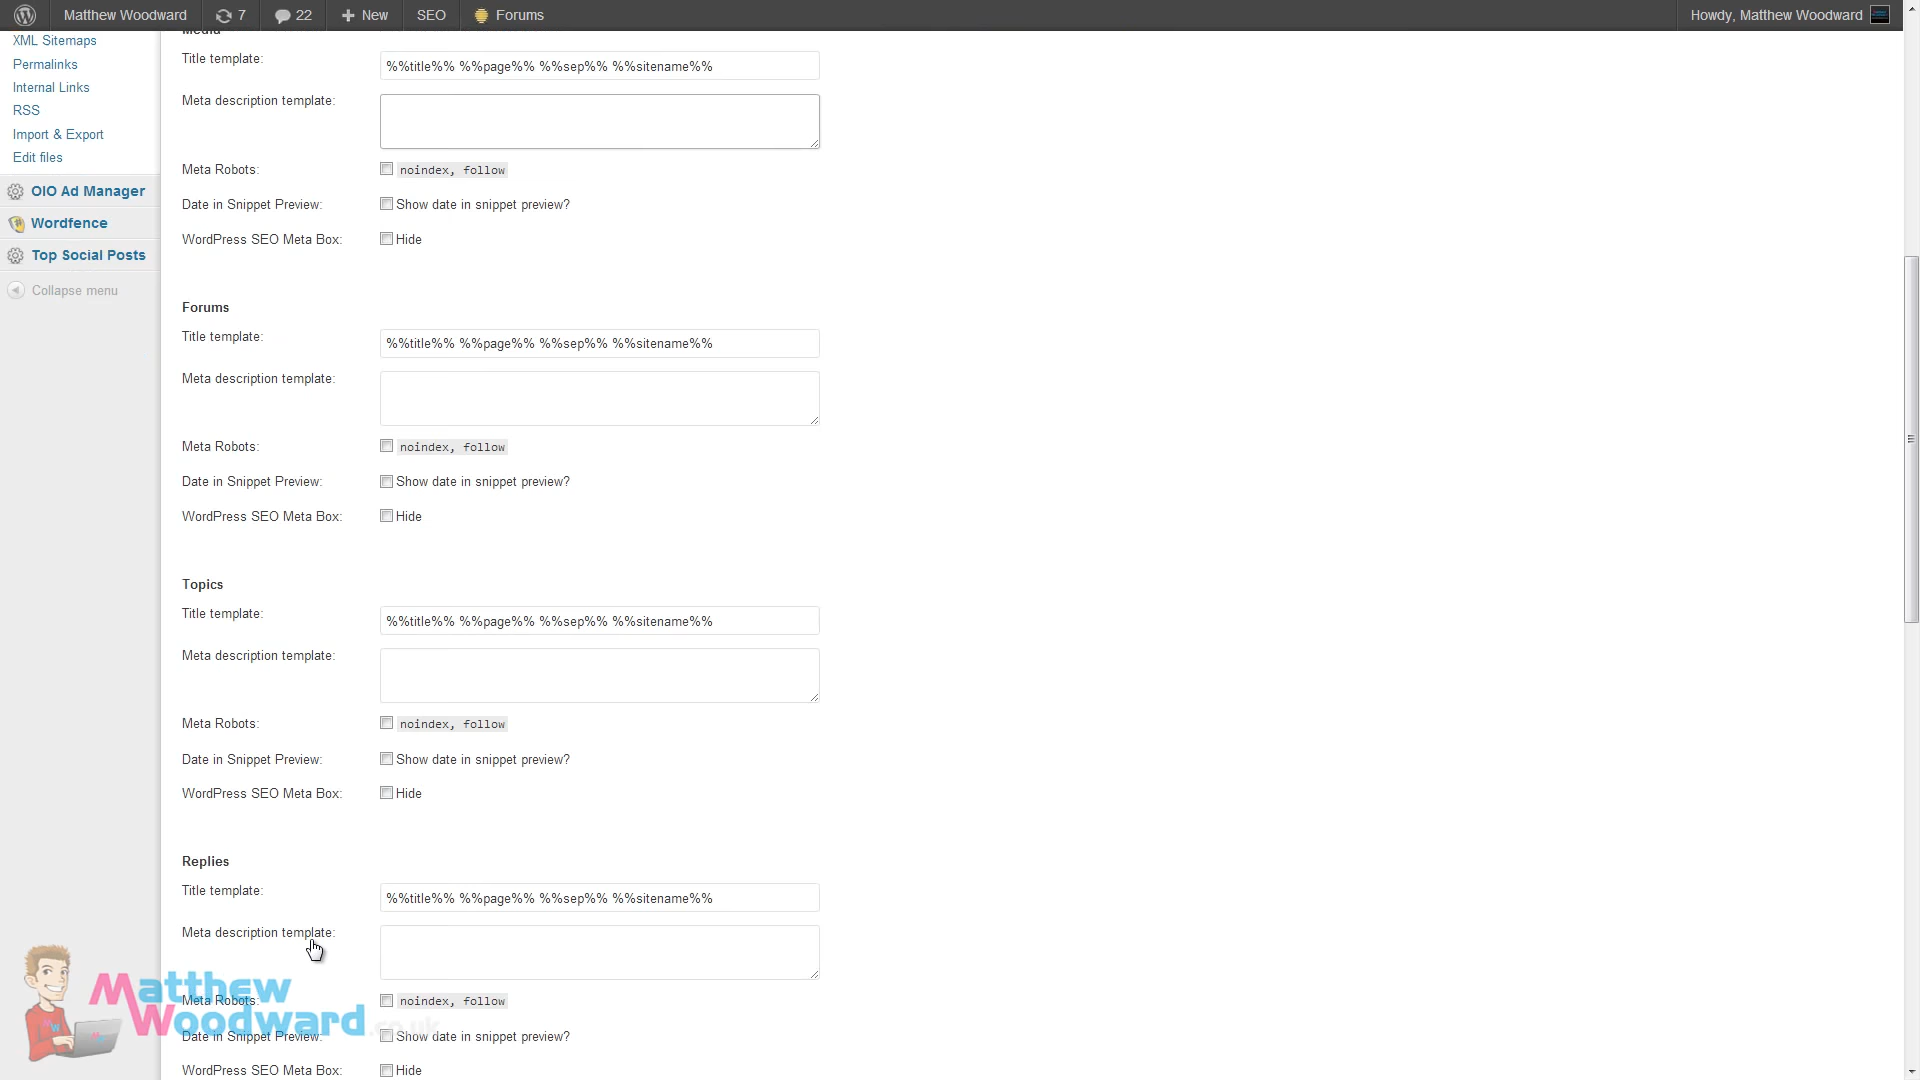 Matthew Woodward 7 22 New SEO Forums Howdy, Matthew Woodward
XML Sitemaps
Permalinks
Internal Links
RSS
Import & Export
Edit files
OIO Ad Manager
Wordfence
Top Social Posts
Collapse menu
Media
Title template: %%title%% %%page%% %%sep%% %%sitename%%
Meta description template:
Meta Robots: noindex, follow
Date in Snippet Preview: Show date in snippet preview?
WordPress SEO Meta Box: Hide
Forums
Title template: %%title%% %%page%% %%sep%% %%sitename%%
Meta description template:
Meta Robots: noindex, follow
Date in Snippet Preview: Show date in snippet preview?
WordPress SEO Meta Box: Hide
Topics
Title template: %%title%% %%page%% %%sep%% %%sitename%%
Meta description template:
Meta Robots: noindex, follow
Date in Snippet Preview: Show date in snippet preview?
WordPress SEO Meta Box: Hide
Replies
Title template: %%title%% %%page%% %%sep%% %%sitename%%
Meta description template:
Meta Robots: noindex, follow
Date in Snippet Preview: Show date in snippet preview?
WordPress SEO Meta Box: Hide
Matthew
Woodward.co.uk